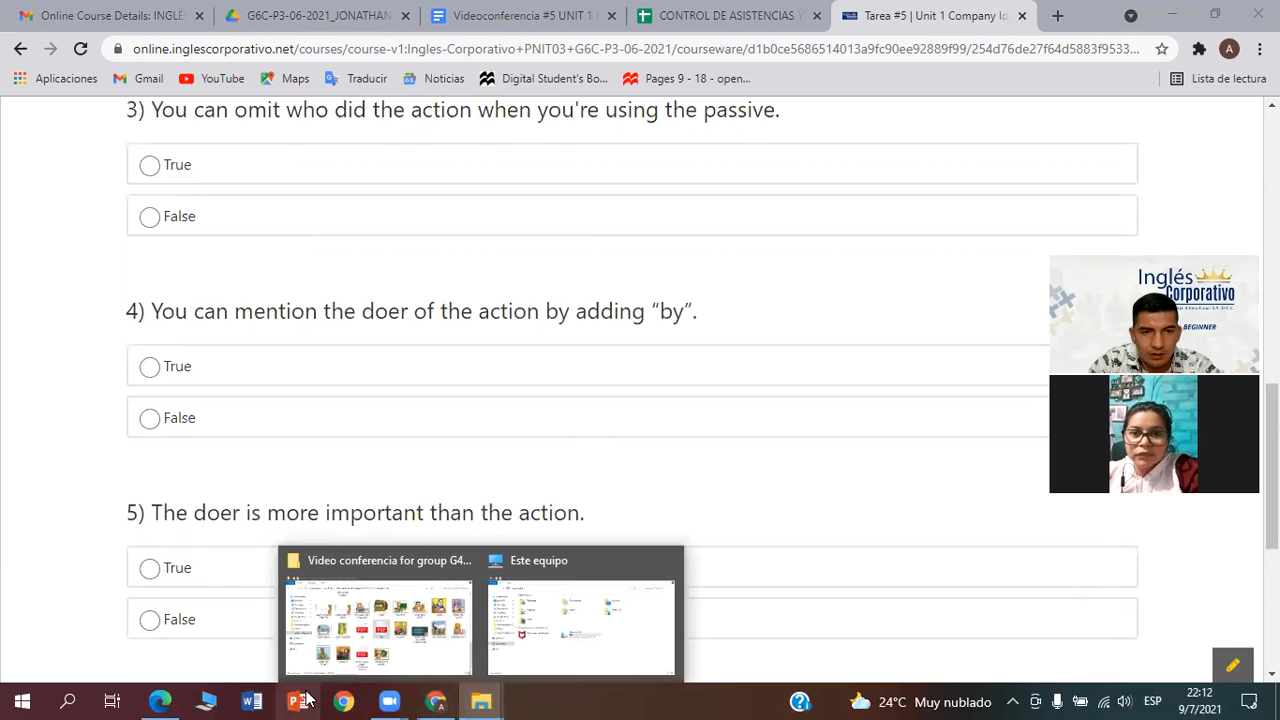 Online Course Details: INGLÉS
G6C-P3-06-2021_JONATHAN
Videoconferencia #5 UNIT 1
CONTROL DE ASISTENCIAS
Tarea #5 | Unit 1 Company Id
online.inglescorporativo.net/courses/course-v1:Ingles-Corporativo+PNIT03+G6C-P3-06-2021/courseware/d1b0ce568b514013a9fc90ee92889f99/254d76de27f64d5883f9533...
A
Aplicaciones
Gmail
YouTube
Maps
Traducir
Noticias
Digital Student's Bo...
Pages 9 - 18 - open...
Lista de lectura
3) You can omit who did the action when you're using the passive.
True
False
4) You can mention the doer of the action by adding “by”.
True
False
Inglés
Corporativo
BEGINNER
5) The doer is more important than the action.
True
False
Video conferencia for group G4...
Este equipo
24°C Muy nublado
ESP
22:12
9/7/2021